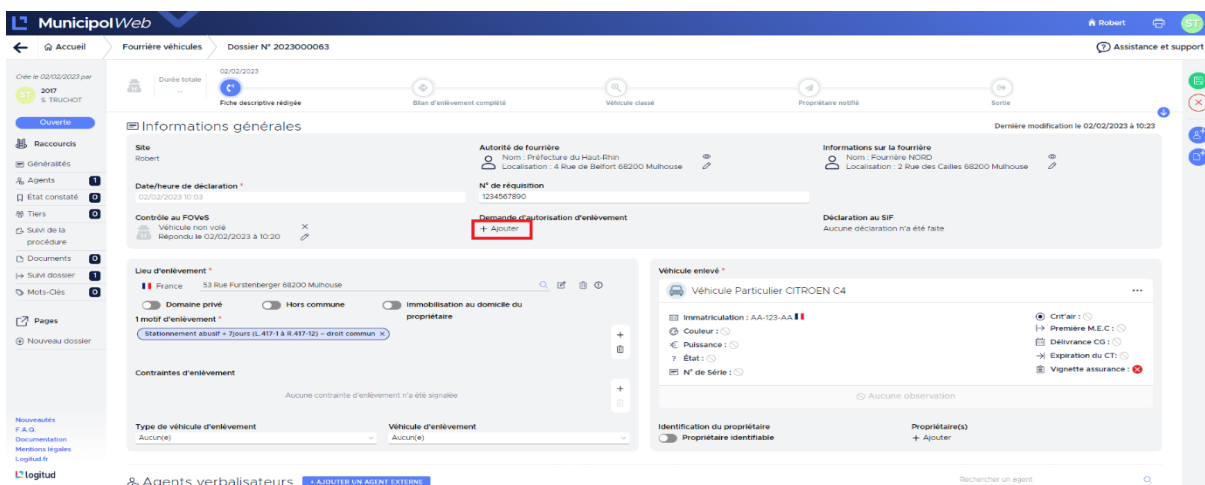 MunicipolWeb
Robert
ST
Accueil
Fourrière véhicules
Dossier N° 2023000063
Assistance et support
Crée le 02/02/2023 par
ST
2017
S. TRUCHOT
Ouverte
Raccourcis
Généralités
Agents 1
Etat constaté 0
Tiers 0
Suivi de la
procédure
Documents 0
Suivi dossier 1
Mots-Clés 0
Pages
Nouveau dossier
Nouveautés
F.A.Q.
Documentation
Mentions légales
Logitud.fr
logitud
Durée totale
...
02/02/2023
Fiche descriptive rédigée
Bilan d'enlèvement complété
Véhicule classé
Propriétaire notifié
Sortie
Informations générales
Dernière modification le 02/02/2023 à 10:23
Site
Robert
Autorité de fourrière
Nom : Préfecture du Haut-Rhin
Localisation : 4 Rue de Belfort 68200 Mulhouse
Informations sur la fourrière
Nom : Fourrière NORD
Localisation : 2 Rue des Cailles 68200 Mulhouse
Date/heure de déclaration *
02/02/2023 10:03
N° de réquisition
1234567890
Contrôle au FOVeS
Véhicule non volé
Répondu le 02/02/2023 à 10:20
Demande d'autorisation d'enlèvement
+ Ajouter
Déclaration au SIF
Aucune déclaration n'a été faite
Lieu d'enlèvement *
France 53 Rue Furstenberger 68200 Mulhouse
Domaine privé
Hors commune
Immobilisation au domicile du
propriétaire
1 motif d'enlèvement *
Stationnement abusif + 7jours (L.417-1 à R.417-12) – droit commun ×
Contraintes d'enlèvement
Aucune contrainte d'enlèvement n'a été signalée
Type de véhicule d'enlèvement
Aucun(e)
Véhicule d'enlèvement
Aucun(e)
Véhicule enlevé *
Véhicule Particulier CITROEN C4
Immatriculation : AA-123-AA
Couleur :
Puissance :
État :
N° de Série :
Crit'air :
Première M.E.C :
Délivrance CG :
Expiration du CT:
Vignette assurance :
Aucune observation
Identification du propriétaire
Propriétaire identifiable
Propriétaire(s)
+ Ajouter
Agents verbalisateurs
+ AJOUTER UN AGENT EXTERNE
Rechercher un agent